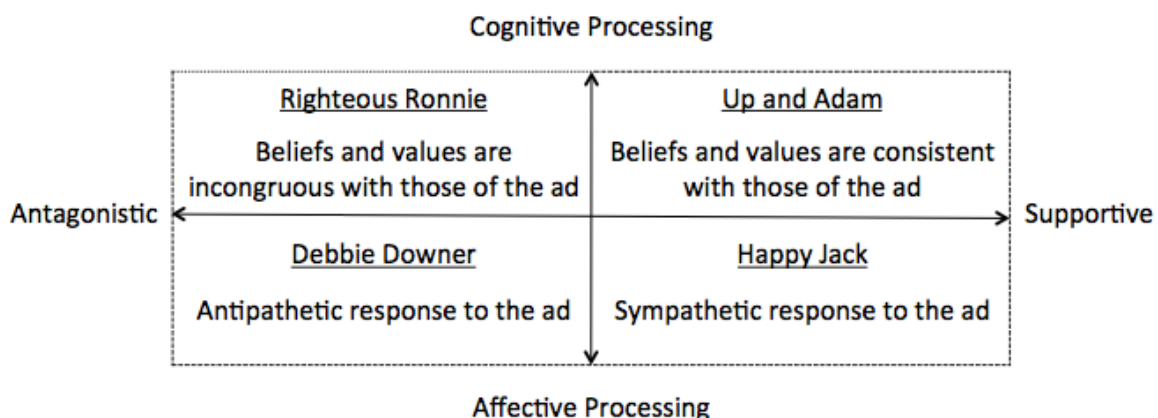 Cognitive Processing
Righteous Ronnie
Beliefs and values are
incongruous with those of the ad
Up and Adam
Beliefs and values are consistent
with those of the ad
Antagonistic
Supportive
Debbie Downer
Antipathetic response to the ad
Happy Jack
Sympathetic response to the ad
Affective Processing